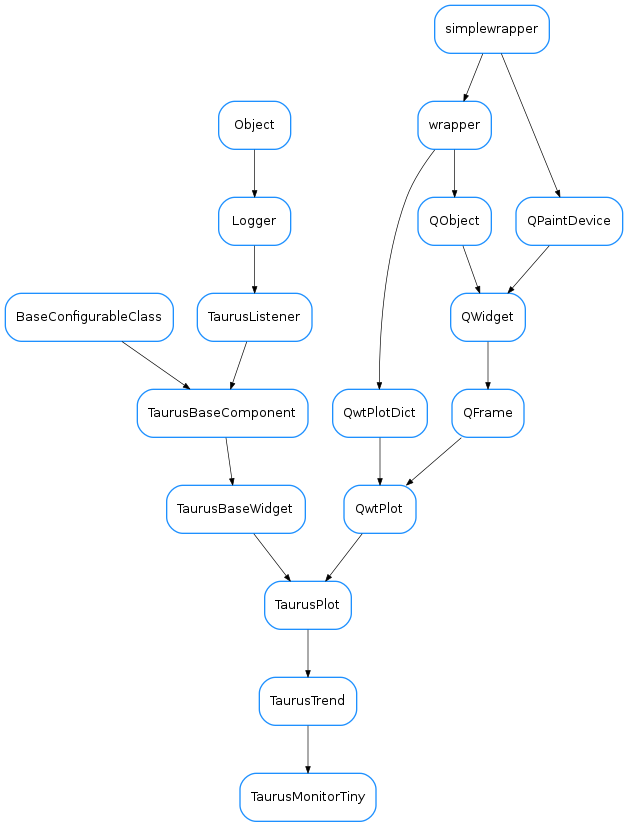 simplewrapper
Object
wrapper
Logger
QObject
QPaintDevice
BaseConfigurableClass
TaurusListener
QWidget
TaurusBaseComponent
QwtPlotDict
QFrame
TaurusBaseWidget
QwtPlot
TaurusPlot
TaurusTrend
TaurusMonitorTiny